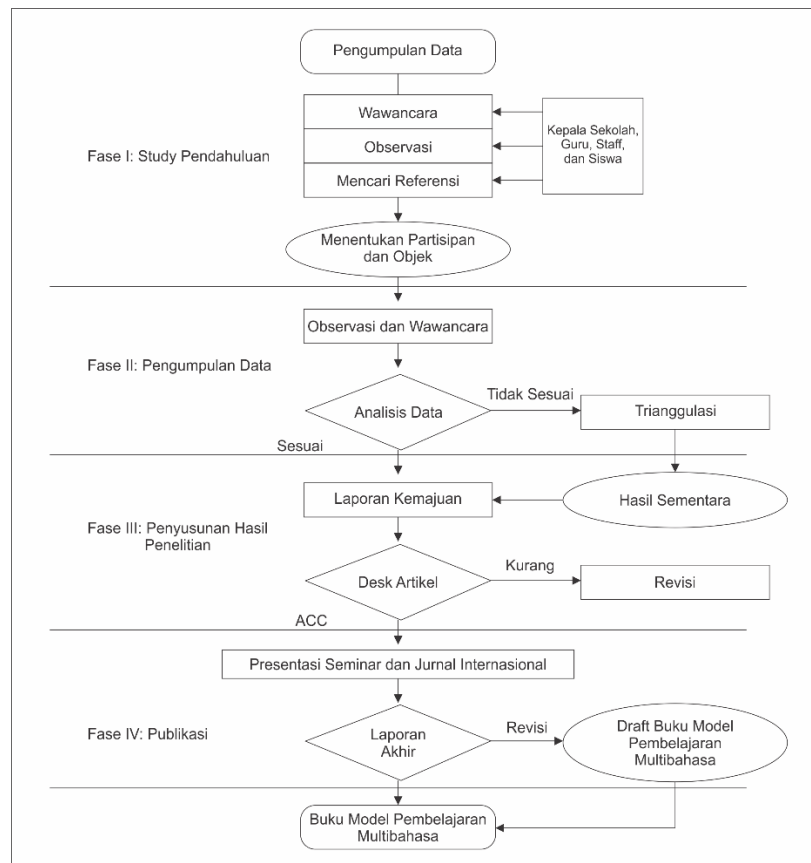 Pengumpulan Data
Wawancara
Observasi
Mencari Referensi
Kepala Sekolah,
Guru, Staff,
dan Siswa
Fase I: Study Pendahuluan
Menentukan Partisipan
dan Objek
Observasi dan Wawancara
Fase II: Pengumpulan Data
Analisis Data
Tidak Sesuai
Trianggulasi
Sesuai
Laporan Kemajuan
Hasil Sementara
Fase III: Penyusunan Hasil
Penelitian
Desk Artikel
Kurang
Revisi
ACC
Presentasi Seminar dan Jurnal Internasional
Fase IV: Publikasi
Laporan
Akhir
Revisi
Draft Buku Model
Pembelajaran
Multibahasa
Buku Model Pembelajaran
Multibahasa